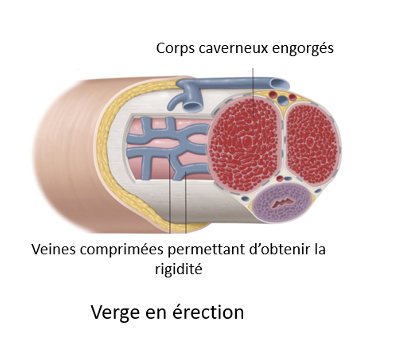 Corps caverneux engorgés
Veines comprimées permettant d'obtenir la
rigidité
Verge en érection